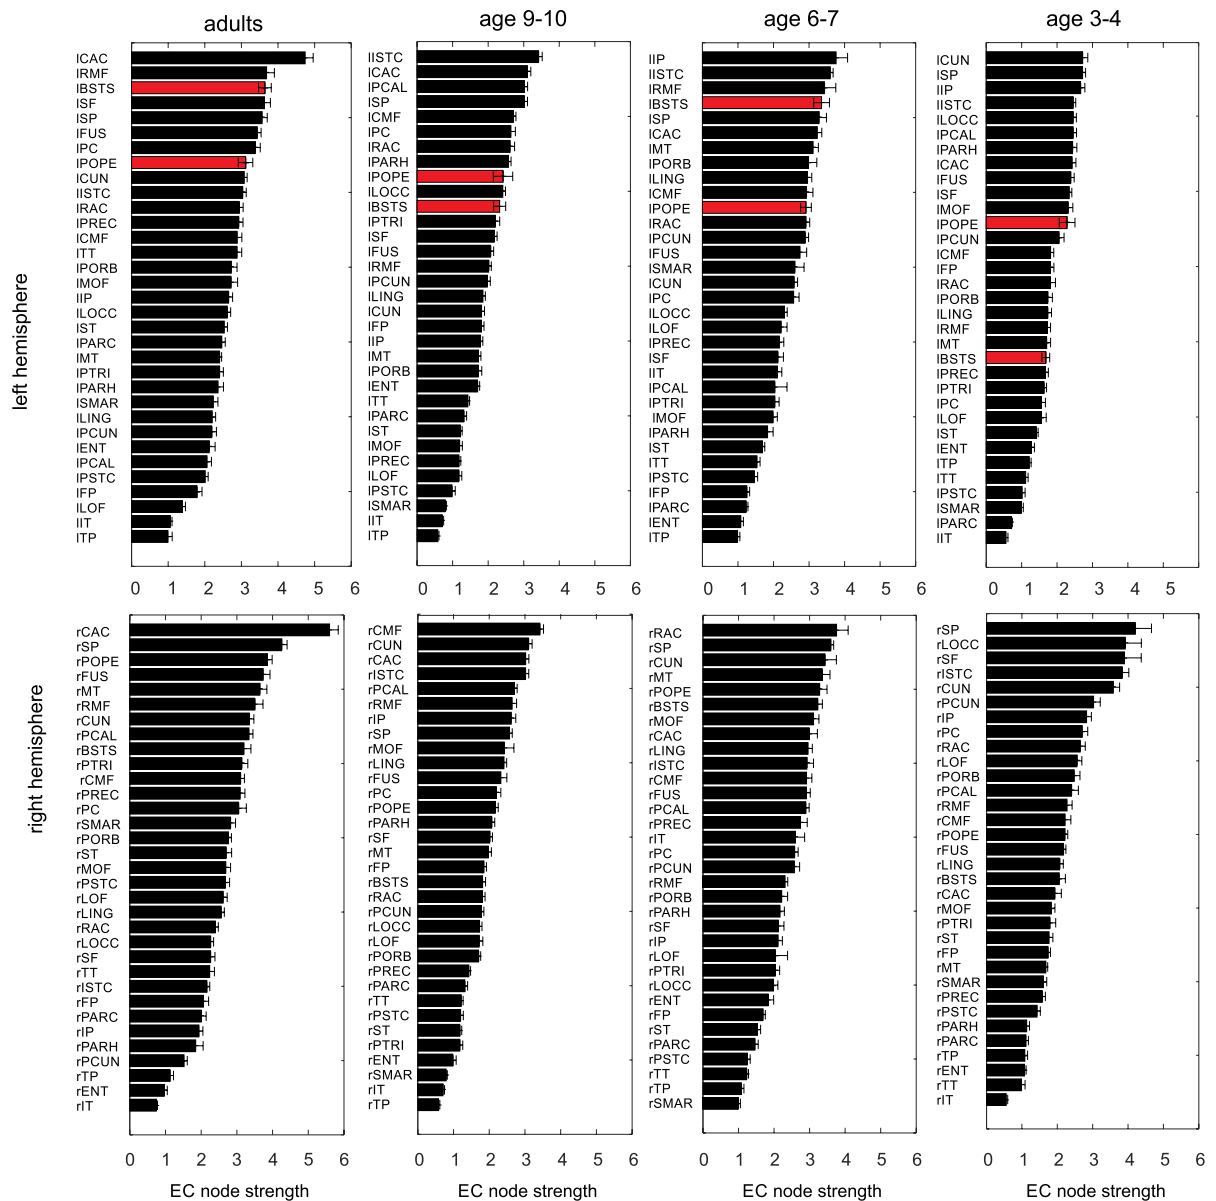 adults
age 9-10
age 6-7
age 3-4
left hemisphere
lCAC
lRMF
lBSTS
lSF
lSP
lFUS
lPC
lPOPE
lCUN
lISTC
lRAC
lPREC
lCMF
lTT
lPORB
lMOF
lIP
lLOCC
lST
lPARC
lMT
lPTRI
lPARH
lSMAR
lLING
lPCUN
lENT
lPCAL
lPSTC
lFP
lLOF
lIT
lTP
0 1 2 3 4 5 6
lISTC
lCAC
lPCAL
lSP
lCMF
lPC
lRAC
lPARH
lPOPE
lLOCC
lBSTS
lPTRI
lSF
lFUS
lRMF
lPCUN
lLING
lCUN
lFP
lIP
lMT
lPORB
lENT
lTT
lPARC
lST
lMOF
lPREC
lLOF
lPSTC
lSMAR
lIT
lTP
0 1 2 3 4 5 6
lIP
lISTC
lRMF
lBSTS
lSP
lCAC
lMT
lPORB
lLING
lCMF
lPOPE
lRAC
lPCUN
lFUS
lSMAR
lCUN
lPC
lLOCC
lLOF
lPREC
lSF
lIT
lPCAL
lPTRI
lMOF
lPARH
lST
lTT
lPSTC
lFP
lPARC
lENT
lTP
0 1 2 3 4 5 6
lCUN
lSP
lIP
lISTC
lLOCC
lPCAL
lPARH
lCAC
lFUS
lSF
lMOF
lPOPE
lPCUN
lCMF
lFP
lRAC
lPORB
lLING
lRMF
lMT
lBSTS
lPREC
lPTRI
lPC
lLOF
lST
lENT
lTP
lTT
lPSTC
lSMAR
lPARC
lIT
0 1 2 3 4 5
right hemisphere
rCAC
rSP
rPOPE
rFUS
rMT
rRMF
rCUN
rPCAL
rBSTS
rPTRI
rCMF
rPREC
rPC
rSMAR
rPORB
rST
rMOF
rPSTC
rLOF
rLING
rRAC
rLOCC
rSF
rTT
rISTC
rFP
rPARC
rIP
rPARH
rPCUN
rTP
rENT
rIT
0 1 2 3 4 5 6
EC node strength
rCMF
rCUN
rCAC
rISTC
rPCAL
rRMF
rIP
rSP
rMOF
rLING
rFUS
rPC
rPOPE
rPARH
rSF
rMT
rFP
rBSTS
rRAC
rPCUN
rLOCC
rLOF
rPORB
rPREC
rPARC
rTT
rPSTC
rST
rPTRI
rENT
rSMAR
rIT
rTP
0 1 2 3 4 5 6
EC node strength
rRAC
rSP
rCUN
rMT
rPOPE
rBSTS
rMOF
rCAC
rLING
rISTC
rCMF
rFUS
rPCAL
rPREC
rIT
rPC
rPCUN
rRMF
rPORB
rPARH
rSF
rIP
rLOF
rPTRI
rLOCC
rENT
rFP
rST
rPARC
rPSTC
rTT
rTP
rSMAR
0 1 2 3 4 5 6
EC node strength
rSP
rLOCC
rSF
rISTC
rCUN
rPCUN
rIP
rPC
rRAC
rLOF
rPORB
rPCAL
rRMF
rCMF
rPOPE
rFUS
rLING
rBSTS
rCAC
rMOF
rPTRI
rST
rFP
rMT
rSMAR
rPREC
rPSTC
rPARH
rPARC
rTP
rENT
rTT
rIT
0 1 2 3 4 5 6
EC node strength